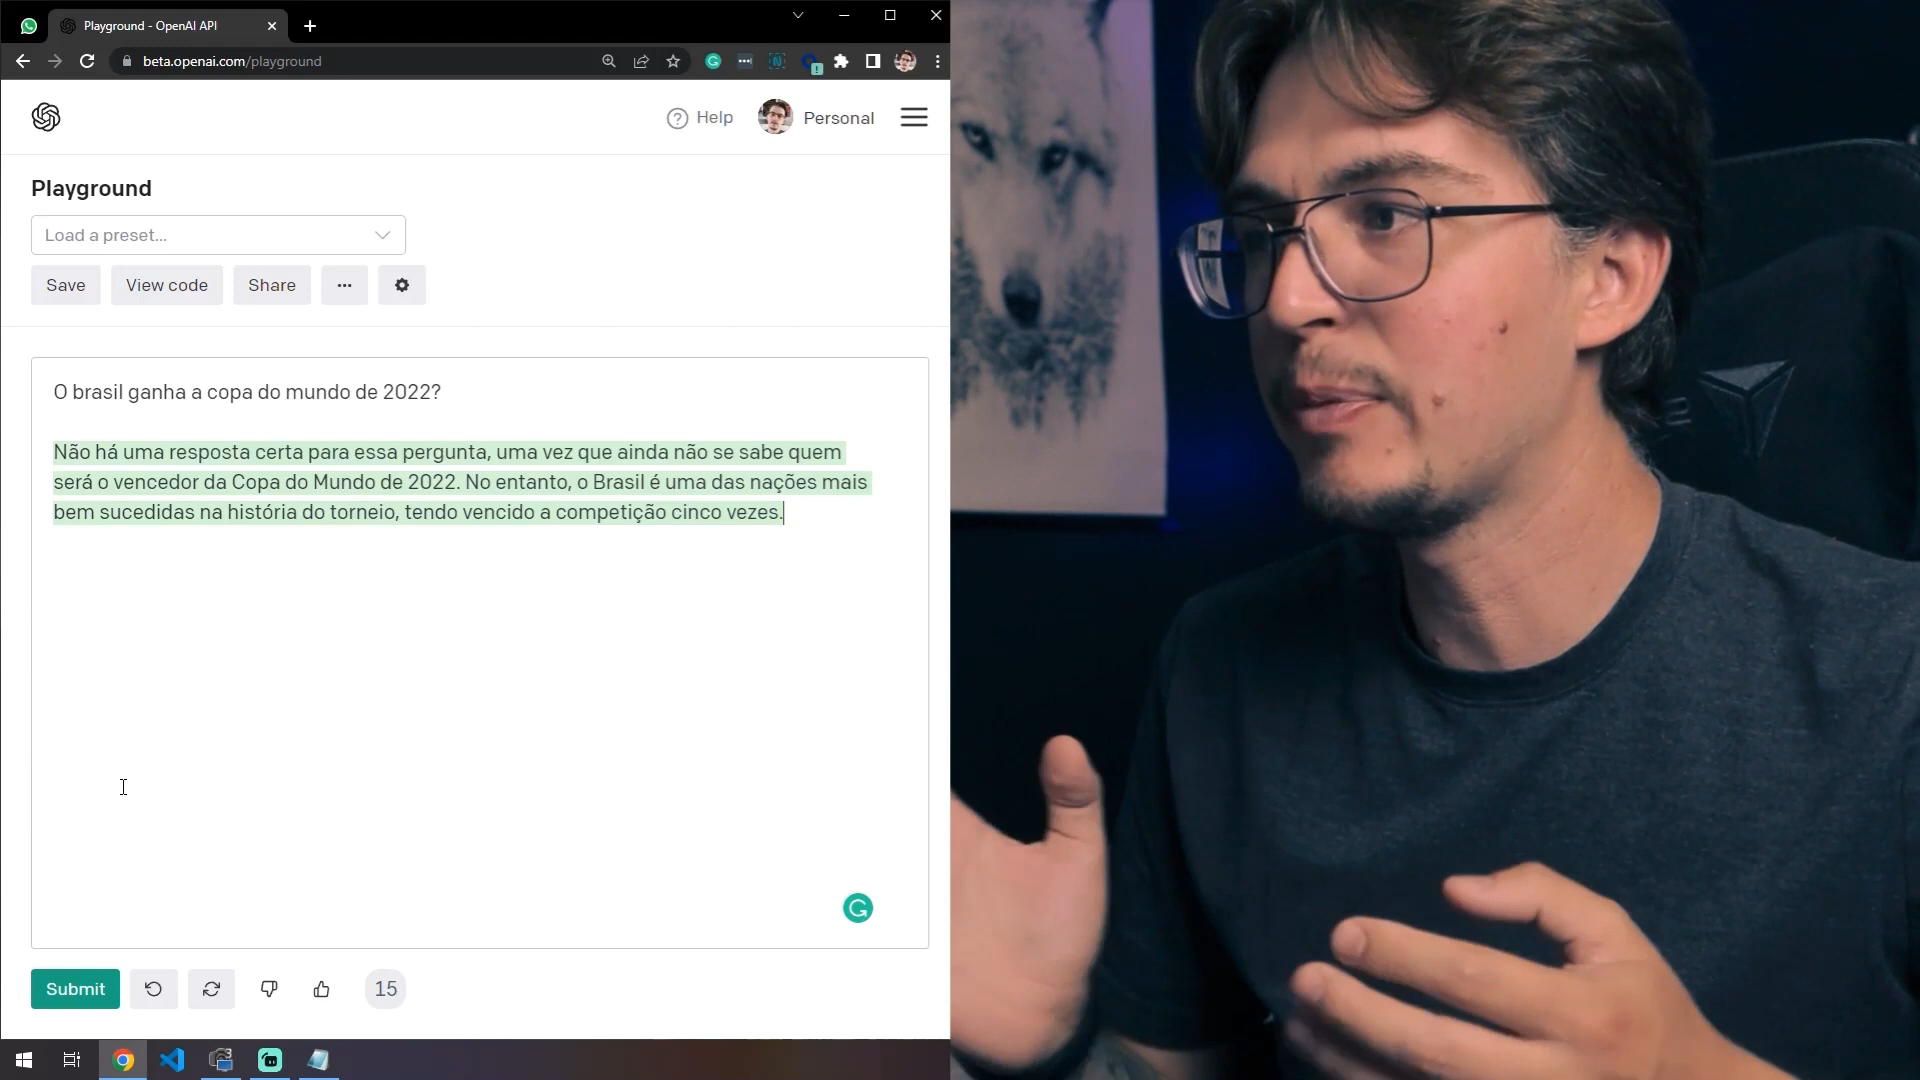 Playground - OpenAI API
beta.openai.com/playground
Help
Personal
Playground
Load a preset...
Save
View code
Share
O brasil ganha a copa do mundo de 2022?
Não há uma resposta certa para essa pergunta, uma vez que ainda não se sabe quem
será o vencedor da Copa do Mundo de 2022. No entanto, o Brasil é uma das nações mais
bem sucedidas na história do torneio, tendo vencido a competição cinco vezes.
Submit
15